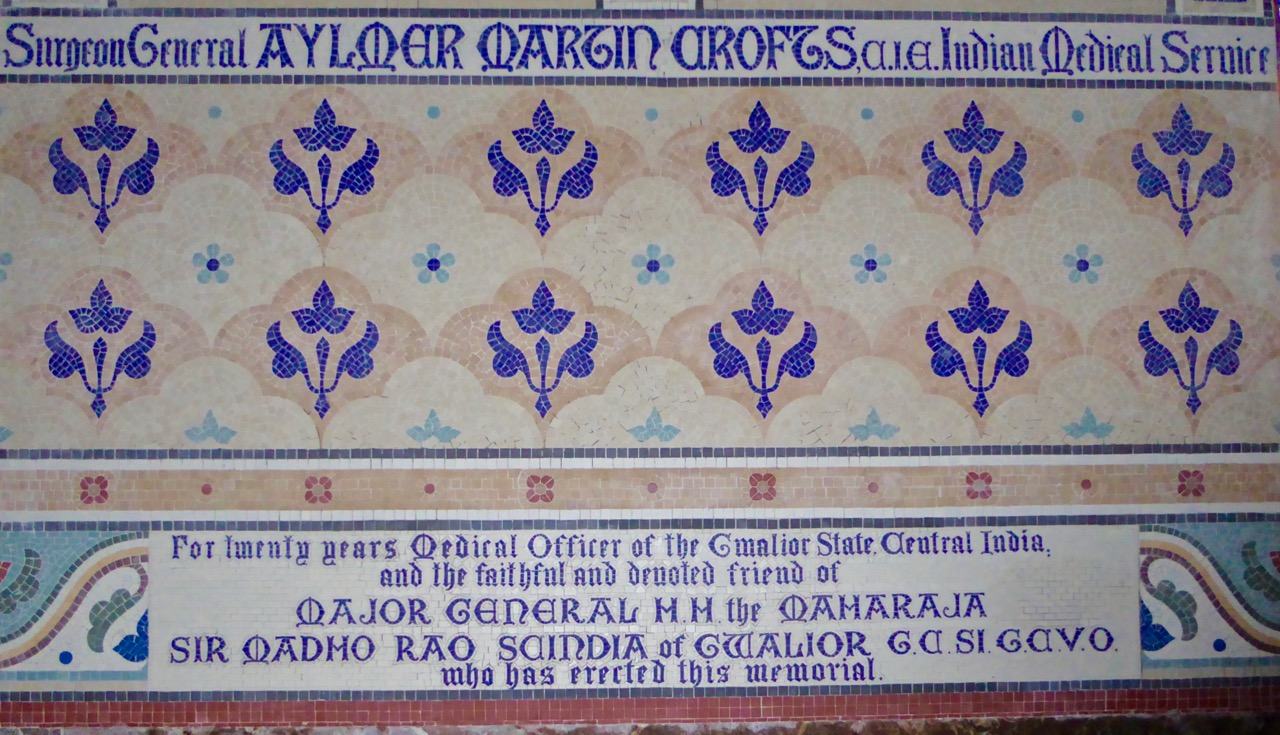 Surgeon General AYLMER MARTIN CROFTS, C.I.E. Indian Medical Service
For twenty years Medical Officer of the Gwalior State, Central India,
and the faithful and devoted friend of
MAJOR GENERAL H.H. the MAHARAJA
SIR MADHO RAO SCINDIA of GWALIOR G.C.SI. G.C.V.O.
who has erected this memorial.